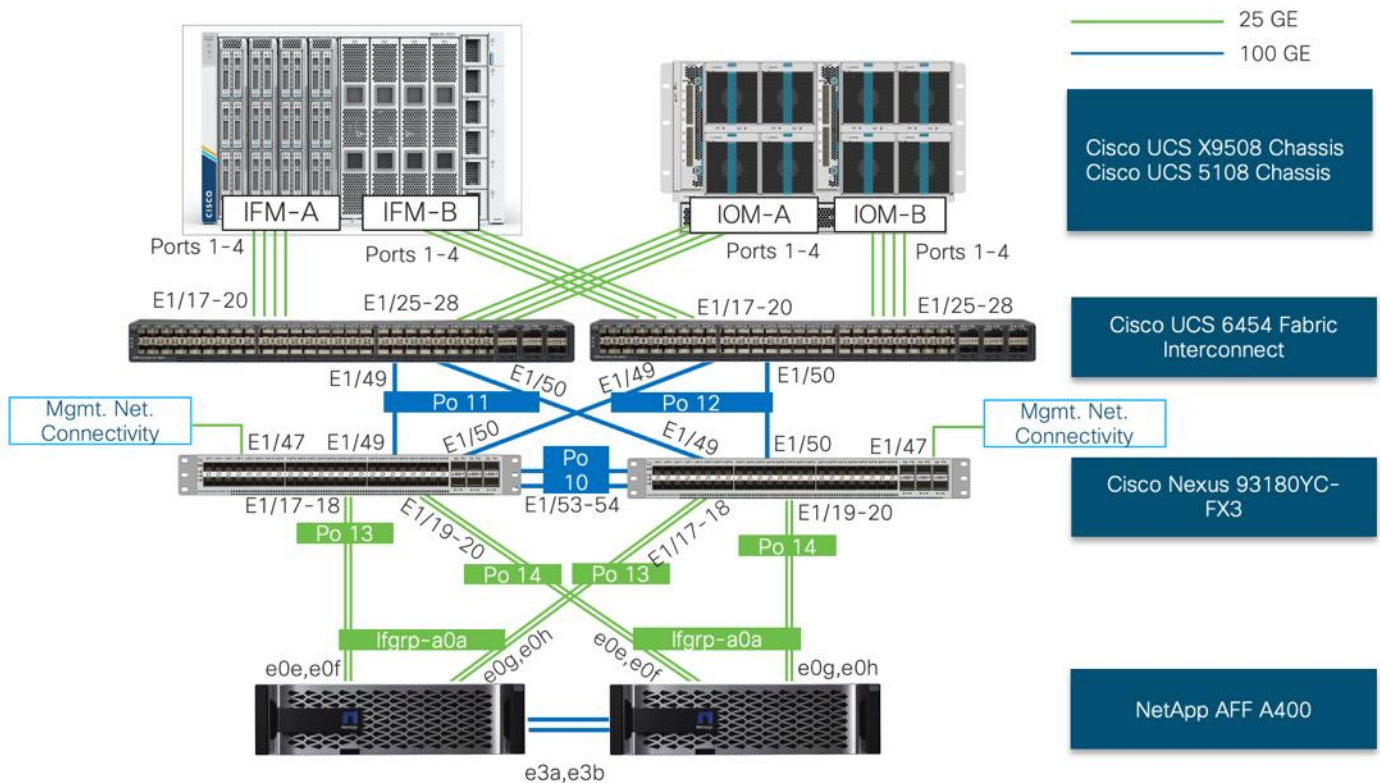 25 GE
100 GE
CISCO
IFM-A
IFM-B
IOM-A
IOM-B
Cisco UCS X9508 Chassis
Cisco UCS 5108 Chassis
Ports 1-4
Ports 1-4
Ports 1-4
Ports 1-4
E1/17-20
E1/25-28
E1/17-20
E1/25-28
Cisco UCS 6454 Fabric
Interconnect
E1/49
E1/50
E1/49
E1/50
Po 11
Po 12
Mgmt. Net.
Connectivity
Mgmt. Net.
Connectivity
E1/47
E1/49
E1/50
E1/49
E1/50
E1/47
Po
10
E1/53-54
Cisco Nexus 93180YC-
FX3
E1/17-18
E1/19-20
E1/17-18
E1/19-20
Po 13
Po 14
Po 13
Po 14
Ifgrp-a0a
Ifgrp-a0a
e0e,e0f
e0g,e0h
e0e,e0f
e0g,e0h
NetApp
NetApp
NetApp AFF A400
e3a,e3b